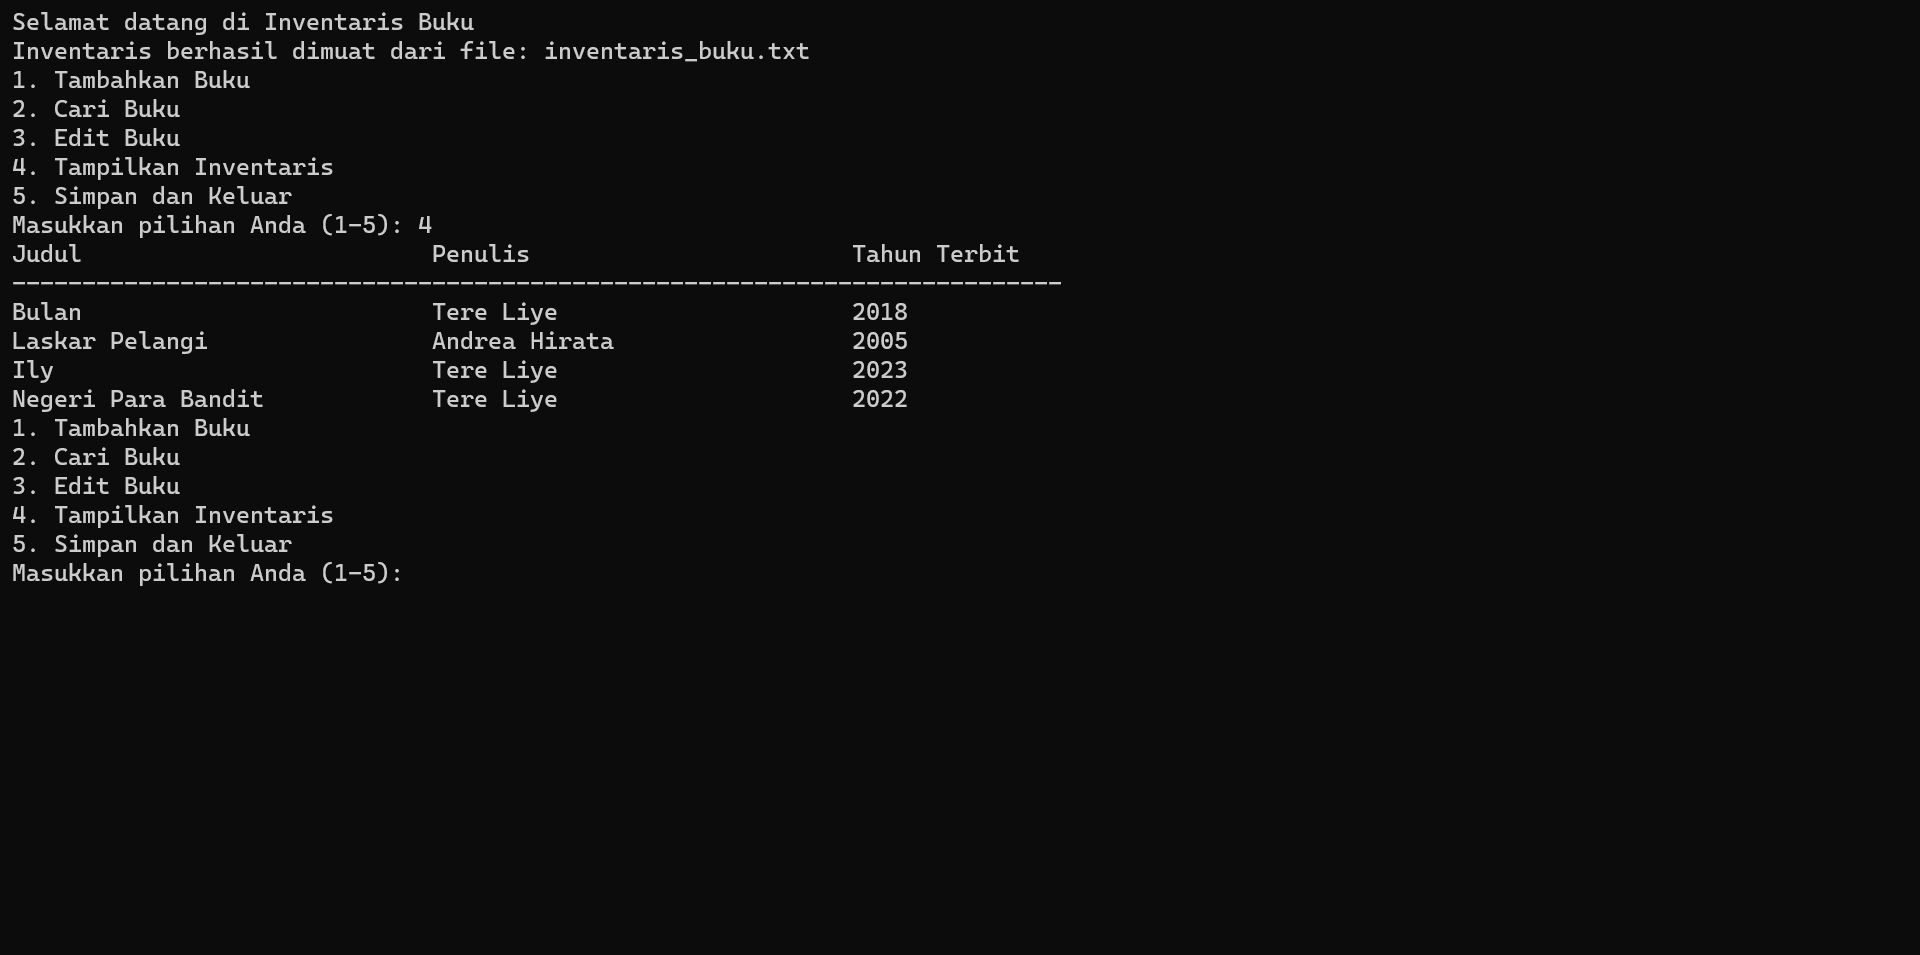 Selamat datang di Inventaris Buku
Inventaris berhasil dimuat dari file: inventaris_buku.txt
1. Tambahkan Buku
2. Cari Buku
3. Edit Buku
4. Tampilkan Inventaris
5. Simpan dan Keluar
Masukkan pilihan Anda (1-5): 4
Judul                         Penulis                       Tahun Terbit
---------------------------------------------------------------------------
Bulan                         Tere Liye                     2018
Laskar Pelangi                Andrea Hirata                 2005
Ily                           Tere Liye                     2023
Negeri Para Bandit            Tere Liye                     2022
1. Tambahkan Buku
2. Cari Buku
3. Edit Buku
4. Tampilkan Inventaris
5. Simpan dan Keluar
Masukkan pilihan Anda (1-5):